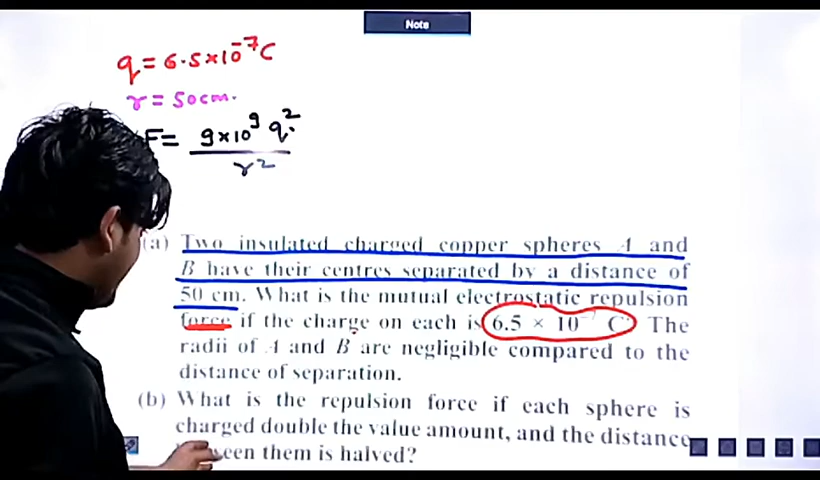 Note
q = 6.5×10⁻⁷ C
r = 50cm.
F = 9×10⁹ q²
r²
(a) Two insulated charged copper spheres A and
B have their centres separated by a distance of
50 cm. What is the mutual electrostatic repulsion
force if the charge on each is 6.5 × 10⁻⁷ C? The
radii of A and B are negligible compared to the
distance of separation.
(b) What is the repulsion force if each sphere is
charged double the value amount, and the distance
them is halved?